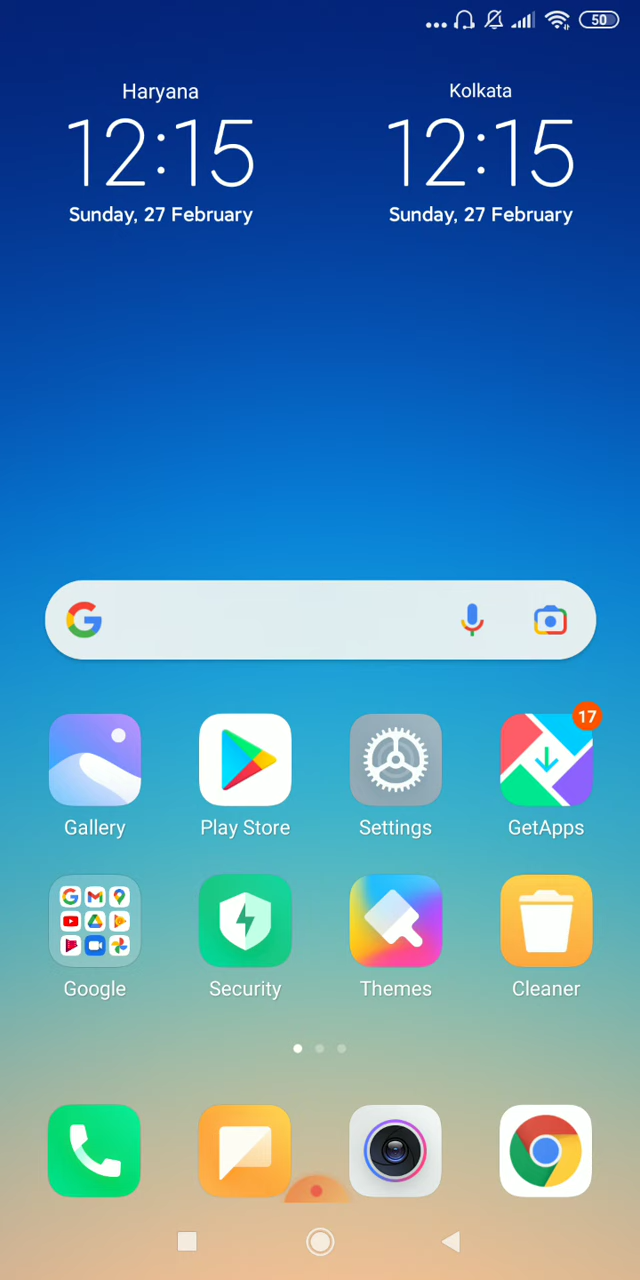 50
Haryana
12:15
Sunday, 27 February
Kolkata
12:15
Sunday, 27 February
17
Gallery
Play Store
Settings
GetApps
Google
Security
Themes
Cleaner